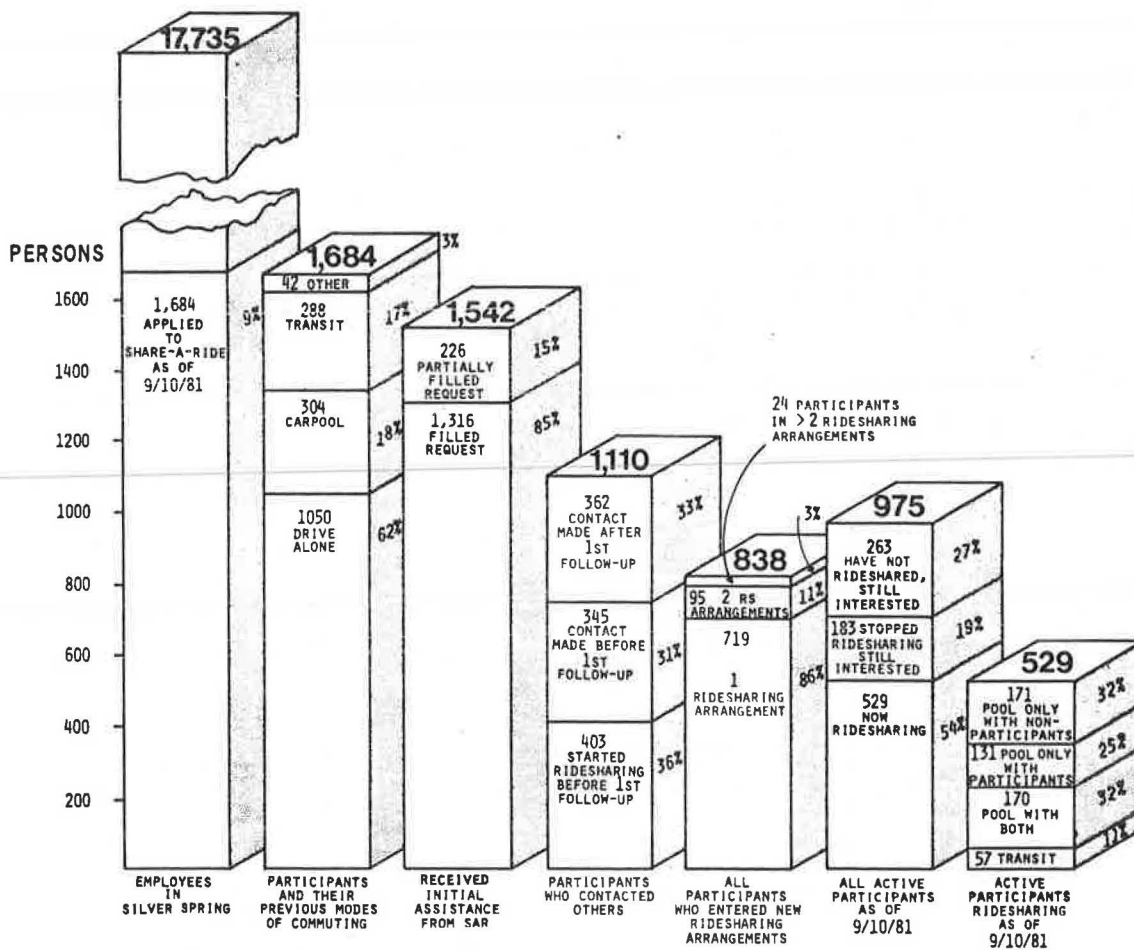 17,735
PERSONS
1600
1400
1200
1000
800
600
400
200
1,684
APPLIED
TO
SHARE-A-RIDE
AS OF
9/10/81
9%
EMPLOYEES
IN
SILVER SPRING
1,684
3%
42 OTHER
288
TRANSIT
17%
304
CARPOOL
18%
1050
DRIVE
ALONE
62%
PARTICIPANTS
AND THEIR
PREVIOUS MODES
OF COMMUTING
1,542
226
PARTIALLY
FILLED
REQUEST
15%
1,316
FILLED
REQUEST
85%
RECEIVED
INITIAL
ASSISTANCE
FROM SAR
1,110
362
CONTACT
MADE AFTER
1ST
FOLLOW-UP
33%
345
CONTACT
MADE BEFORE
1ST
FOLLOW-UP
31%
403
STARTED
RIDESHARING
BEFORE 1ST
FOLLOW-UP
36%
PARTICIPANTS
WHO CONTACTED
OTHERS
24 PARTICIPANTS
IN >2 RIDESHARING
ARRANGEMENTS
838
3%
95 2 RS
ARRANGEMENTS
11%
719
1
RIDESHARING
ARRANGEMENT
86%
ALL
PARTICIPANTS
WHO ENTERED NEW
RIDESHARING
ARRANGEMENTS
975
263
HAVE NOT
RIDESHARED,
STILL
INTERESTED
27%
183 STOPPED
RIDESHARING
STILL
INTERESTED
19%
529
NOW
RIDESHARING
54%
ALL ACTIVE
PARTICIPANTS
AS OF
9/10/81
529
171
POOL ONLY
WITH NON-
PARTICIPANTS
32%
131 POOL ONLY
WITH
PARTICIPANTS
25%
170
POOL WITH
BOTH
32%
57 TRANSIT
11%
ACTIVE
PARTICIPANTS
RIDESHARING
AS OF
9/10/81